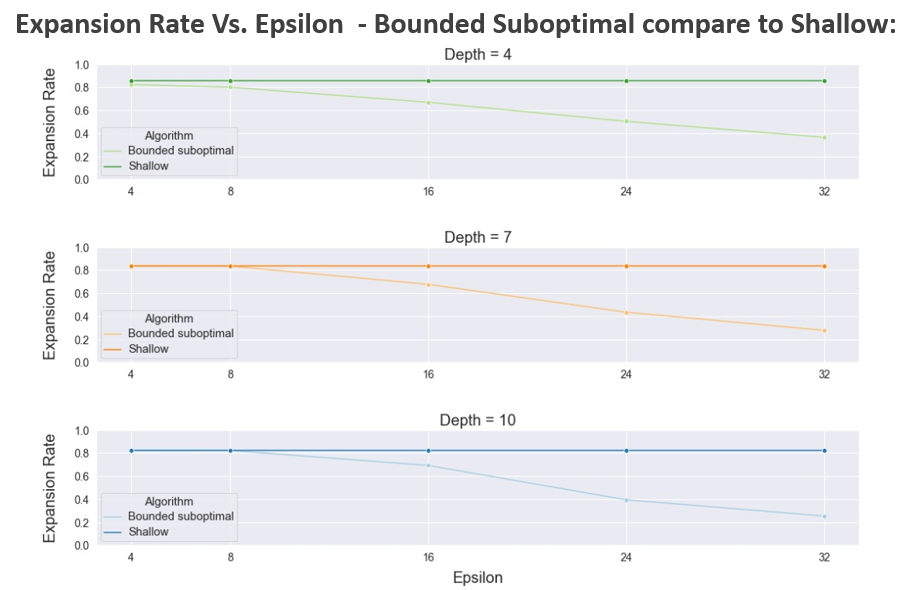 Expansion Rate Vs. Epsilon  - Bounded Suboptimal compare to Shallow:
Depth = 4
Expansion Rate
1.0
0.8
0.6
0.4
0.2
0.0
Algorithm
Bounded suboptimal
Shallow
4 8 16 24 32
Depth = 7
Expansion Rate
1.0
0.8
0.6
0.4
0.2
0.0
Algorithm
Bounded suboptimal
Shallow
4 8 16 24 32
Depth = 10
Expansion Rate
1.0
0.8
0.6
0.4
0.2
0.0
Algorithm
Bounded suboptimal
Shallow
4 8 16 24 32
Epsilon